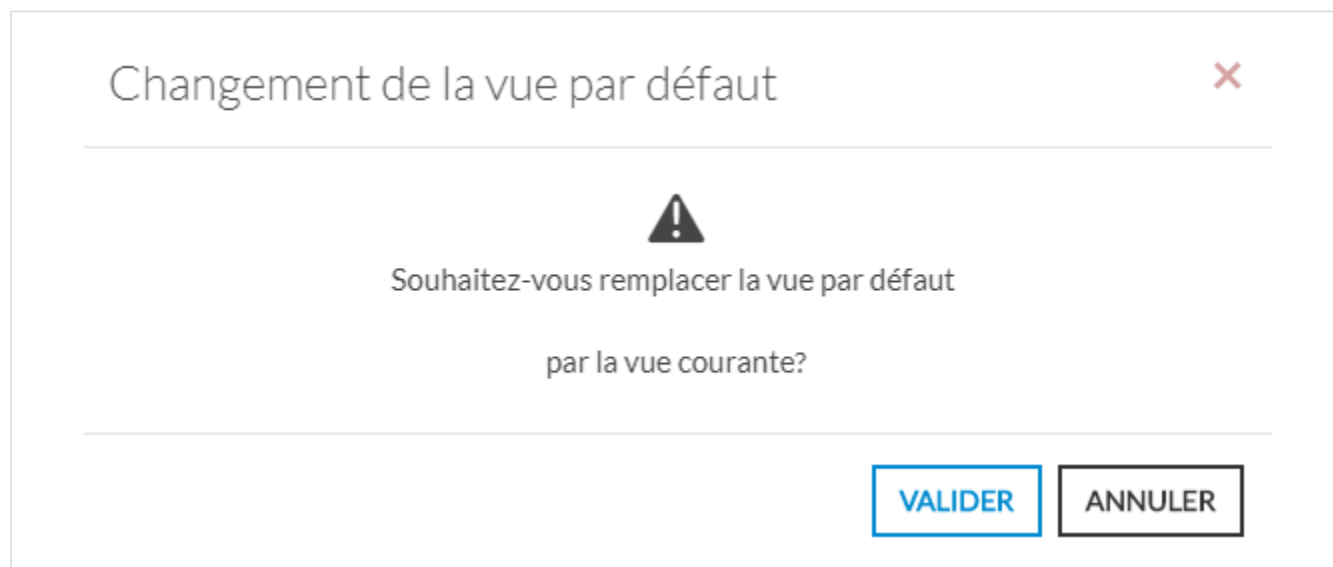 Changement de la vue par défaut
Souhaitez-vous remplacer la vue par défaut
par la vue courante?
VALIDER ANNULER